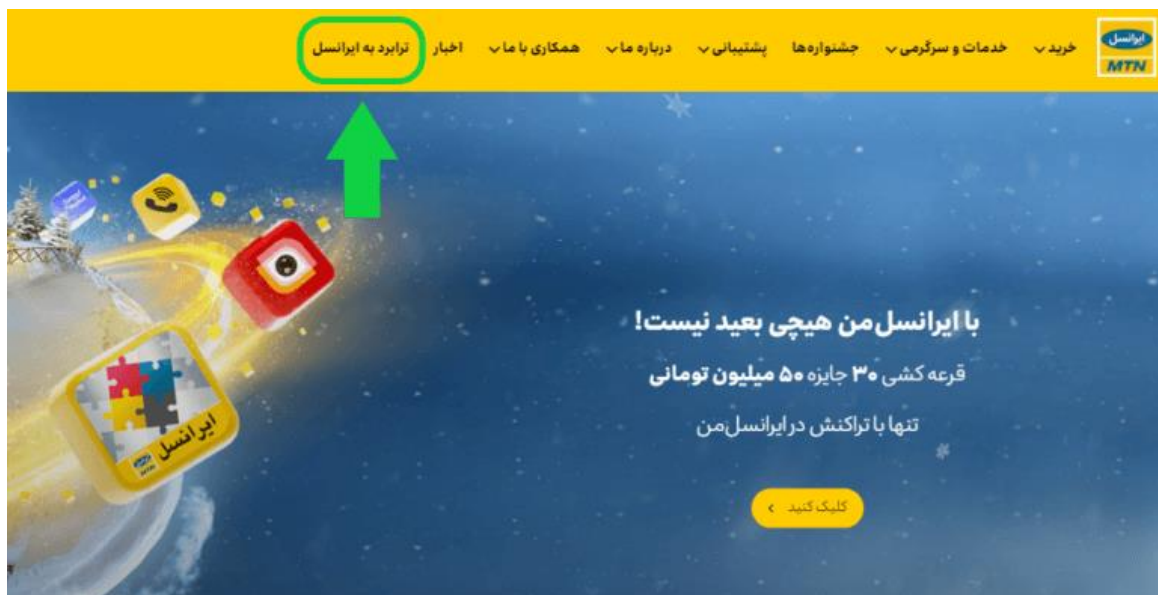 ایرانسل
MTN
خرید
خدمات و سرگرمی
جشنواره‌ها
پشتیبانی
درباره ما
همکاری با ما
اخبار
ترابرد به ایرانسل
با ایرانسل‌من هیچی بعید نیست!
قرعه کشی ۳۰ جایزه ۵۰ میلیون تومانی
تنها با تراکنش در ایرانسل‌من
کلیک کنید
ایرانسل
MTN